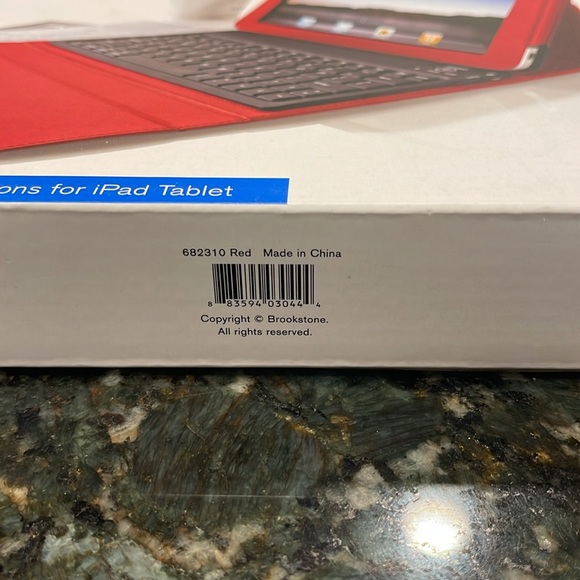 ons for iPad Tablet
682310 Red Made in China
8 83594 03044 4
Copyright © Brookstone.
All rights reserved.